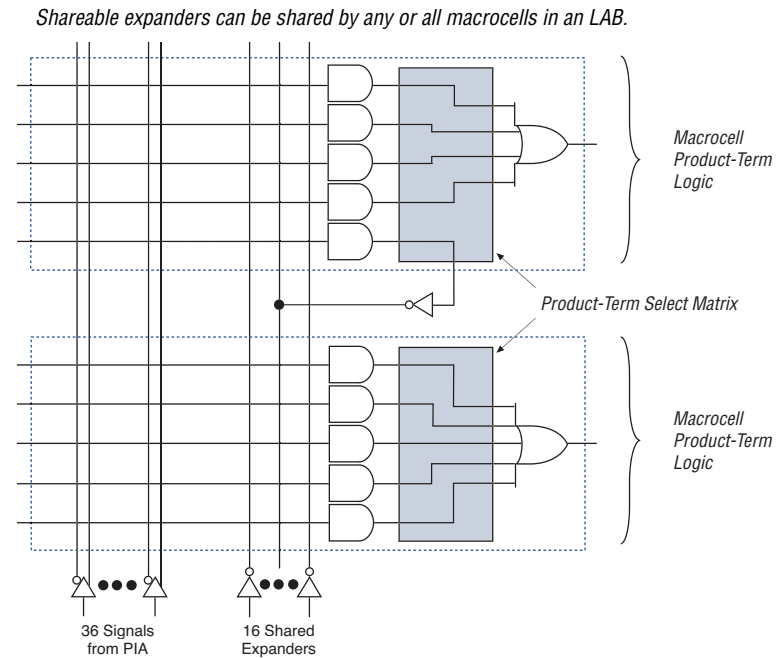 Shareable expanders can be shared by any or all macrocells in an LAB.
Macrocell
Product-Term
Logic
Product-Term Select Matrix
Macrocell
Product-Term
Logic
36 Signals
from PIA
16 Shared
Expanders